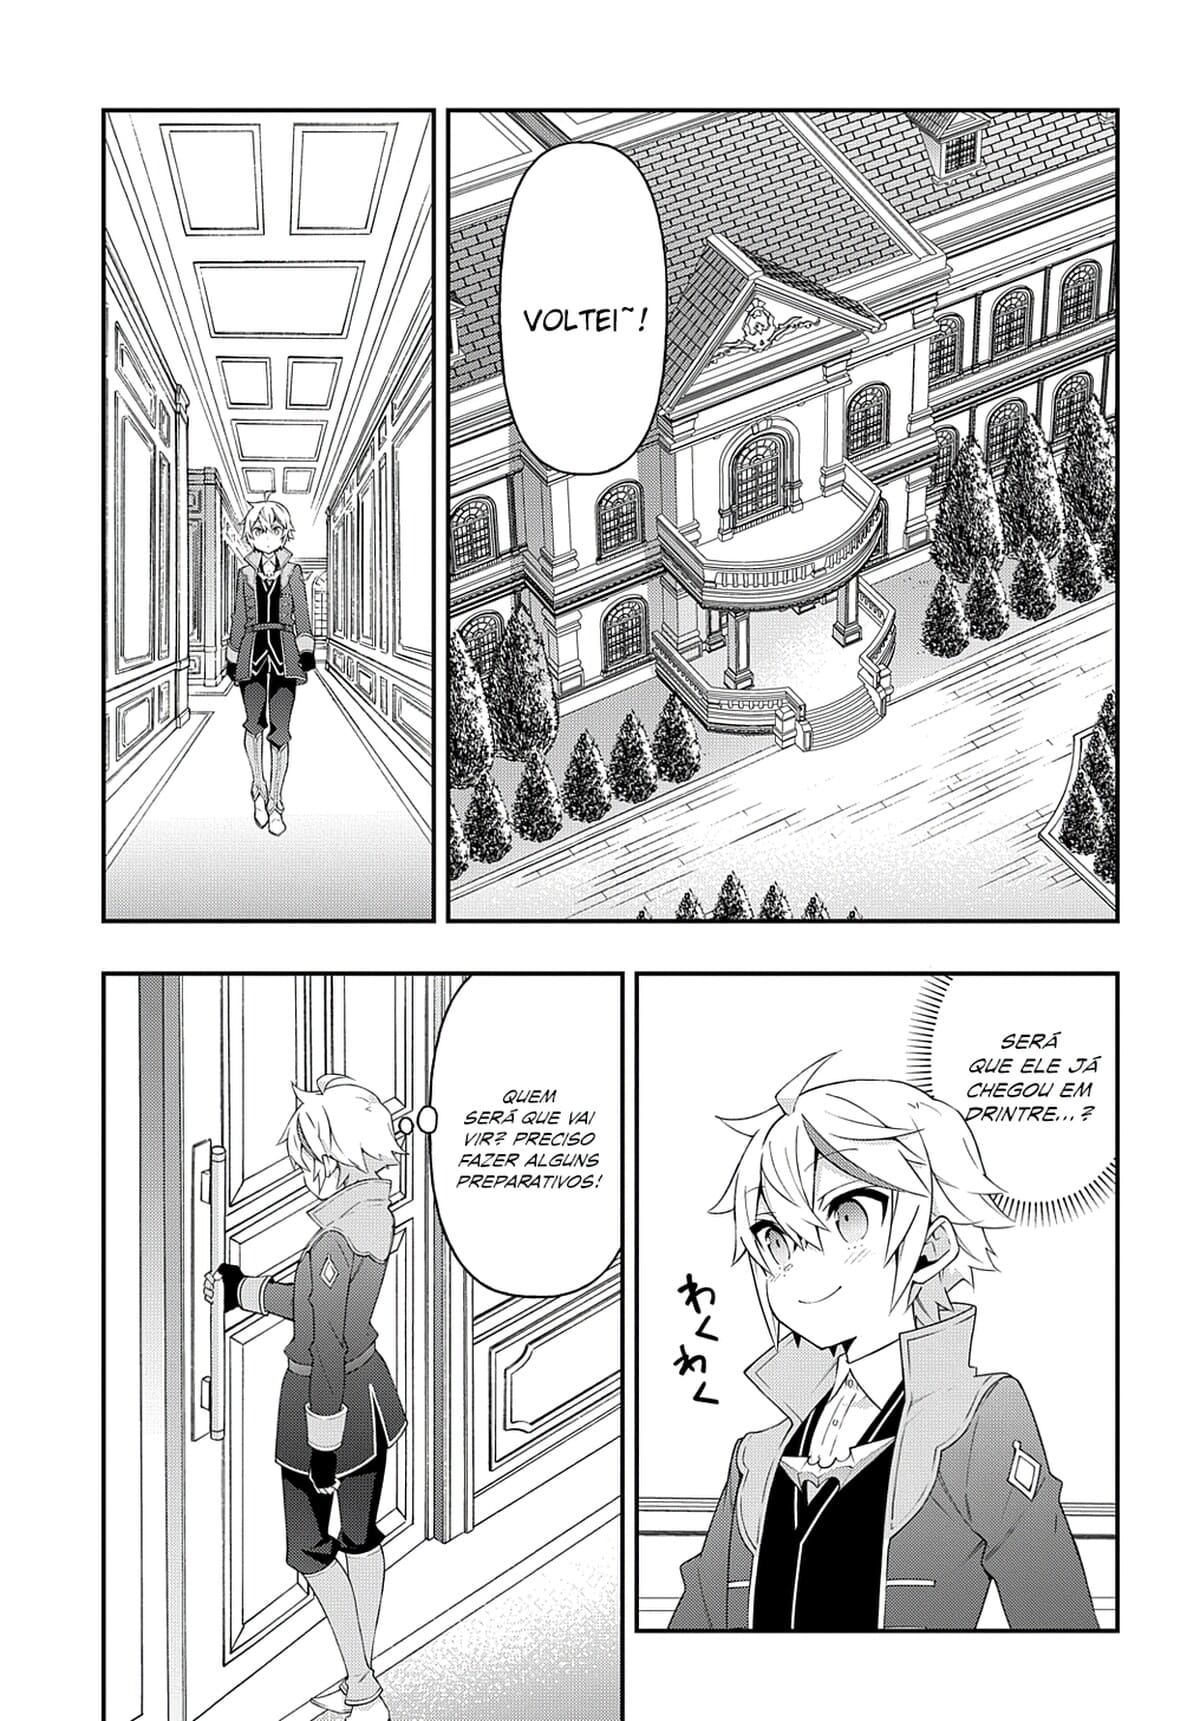 VOLTEI~!
SERÁ
QUE ELE JÁ
CHEGOU EM
DRINTRE...?
わくわく
QUEM
SERÁ QUE VAI
VIR? PRECISO
FAZER ALGUNS
PREPARATIVOS!